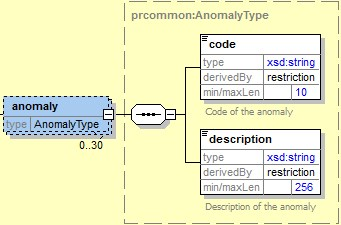 prcommon:AnomalyType
code
type xsd:string
derivedBy restriction
min/maxLen 10
Code of the anomaly
anomaly
type AnomalyType
0..30
description
type xsd:string
derivedBy restriction
min/maxLen 256
Description of the anomaly